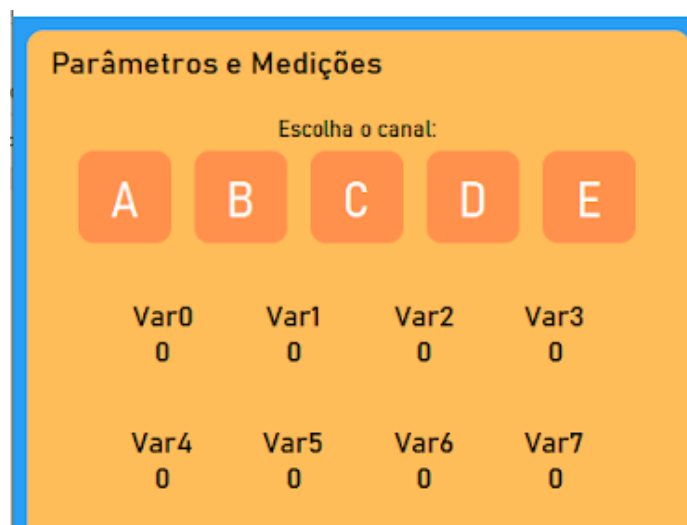 Parâmetros e Medições
Escolha o canal:
A B C D E
Var0 Var1 Var2 Var3
0 0 0 0
Var4 Var5 Var6 Var7
0 0 0 0